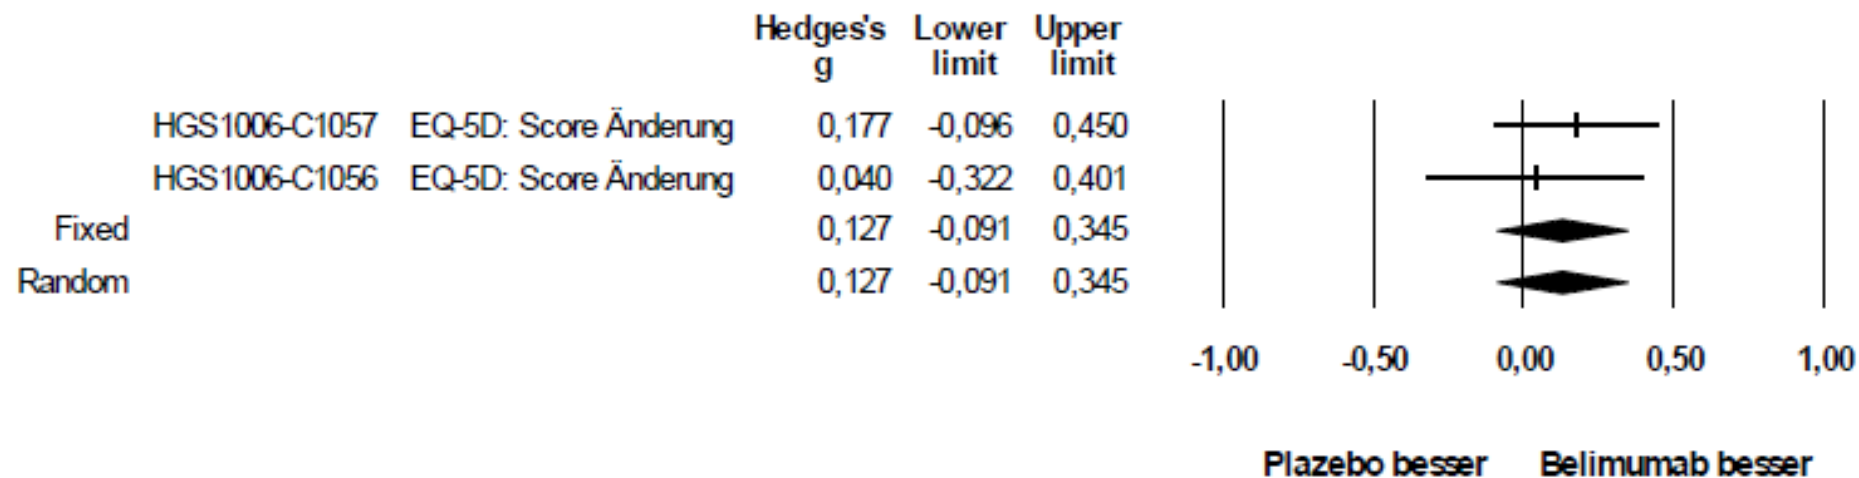 Hedges's Lower Upper
g limit limit
HGS1006-C1057 EQ-5D: Score Änderung 0,177 -0,096 0,450
HGS1006-C1056 EQ-5D: Score Änderung 0,040 -0,322 0,401
Fixed 0,127 -0,091 0,345
Random 0,127 -0,091 0,345
-1,00 -0,50 0,00 0,50 1,00
Plazebo besser Belimumab besser